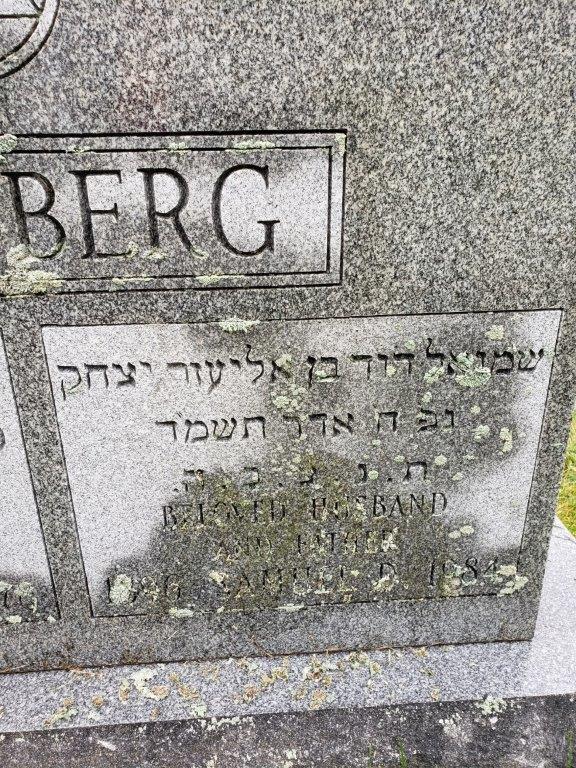 BERG
שמואל דוד בן אליעזר יצחק
נפ ח אדר תשמד
ת. נ. צ. ב. ה.
BELOVED HUSBAND
AND FATHER
SAMUEL D. 1984